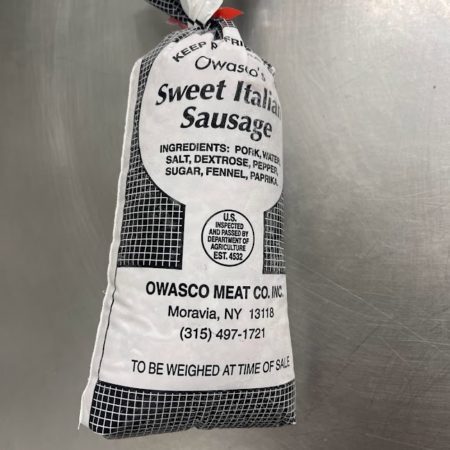 KEEP
Owasco's
Sweet Italian
Sausage
INGREDIENTS: PORK, WATER,
SALT, DEXTROSE, PEPPER,
SUGAR, FENNEL, PAPRIKA.
U.S.
INSPECTED
AND PASSED BY
DEPARTMENT OF
AGRICULTURE
EST. 4532
OWASCO MEAT CO. INC.
Moravia, NY 13118
(315) 497-1721
TO BE WEIGHED AT TIME OF SALE